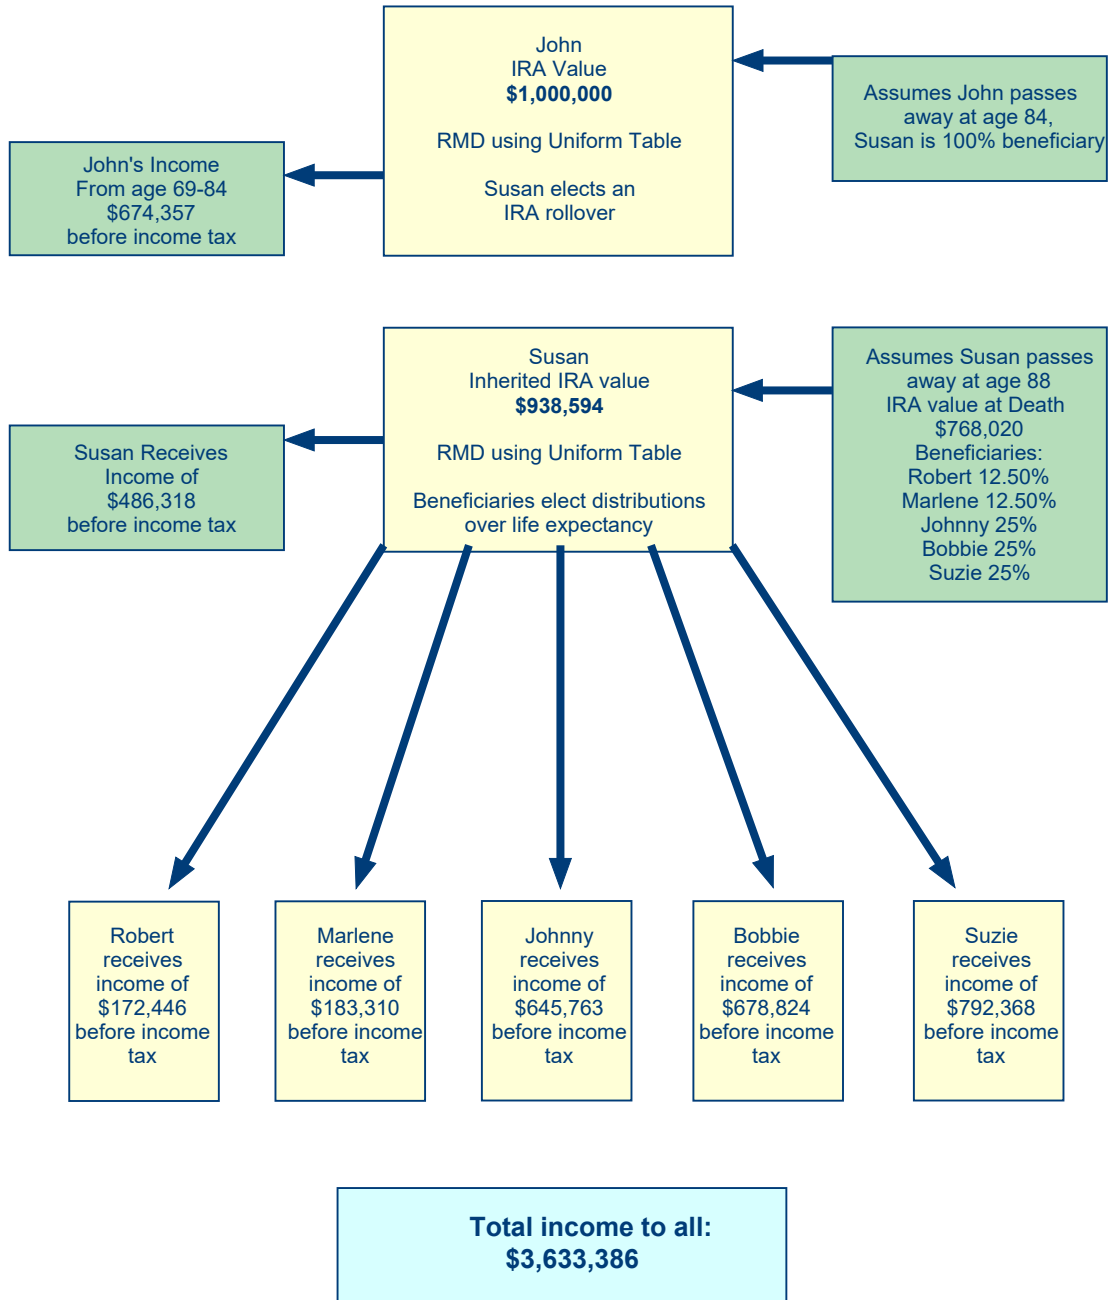 John
IRA Value
$1,000,000
RMD using Uniform Table
Susan elects an
IRA rollover
Assumes John passes
away at age 84,
Susan is 100% beneficiary
John's Income
From age 69-84
$674,357
before income tax
Susan
Inherited IRA value
$938,594
RMD using Uniform Table
Beneficiaries elect distributions
over life expectancy
Assumes Susan passes
away at age 88
IRA value at Death
$768,020
Beneficiaries:
Robert 12.50%
Marlene 12.50%
Johnny 25%
Bobbie 25%
Suzie 25%
Susan Receives
Income of
$486,318
before income tax
Robert
receives
income of
$172,446
before income
tax
Marlene
receives
income of
$183,310
before income
tax
Johnny
receives
income of
$645,763
before income
tax
Bobbie
receives
income of
$678,824
before income
tax
Suzie
receives
income of
$792,368
before income
tax
Total income to all:
$3,633,386